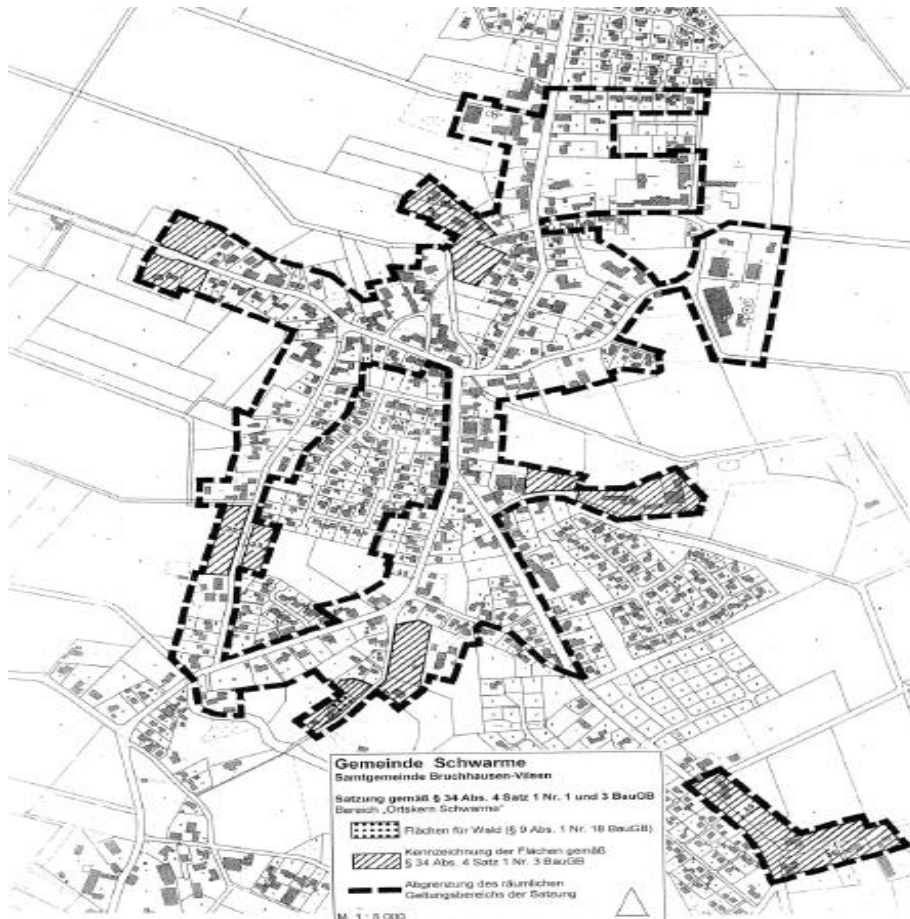 Gemeinde Schwarme
Samtgemeinde Bruchhausen-Vilsen
Satzung gemäß § 34 Abs. 4 Satz 1 Nr. 1 und 3 BauGB
Bereich „Ortskern Schwarme"
Flächen für Wald (§ 9 Abs. 1 Nr. 18 BauGB)
Kennzeichnung der Flächen gemäß
§ 34 Abs. 4 Satz 1 Nr. 3 BauGB
Abgrenzung des räumlichen
Geltungsbereichs der Satzung
M. 1 : 5.000